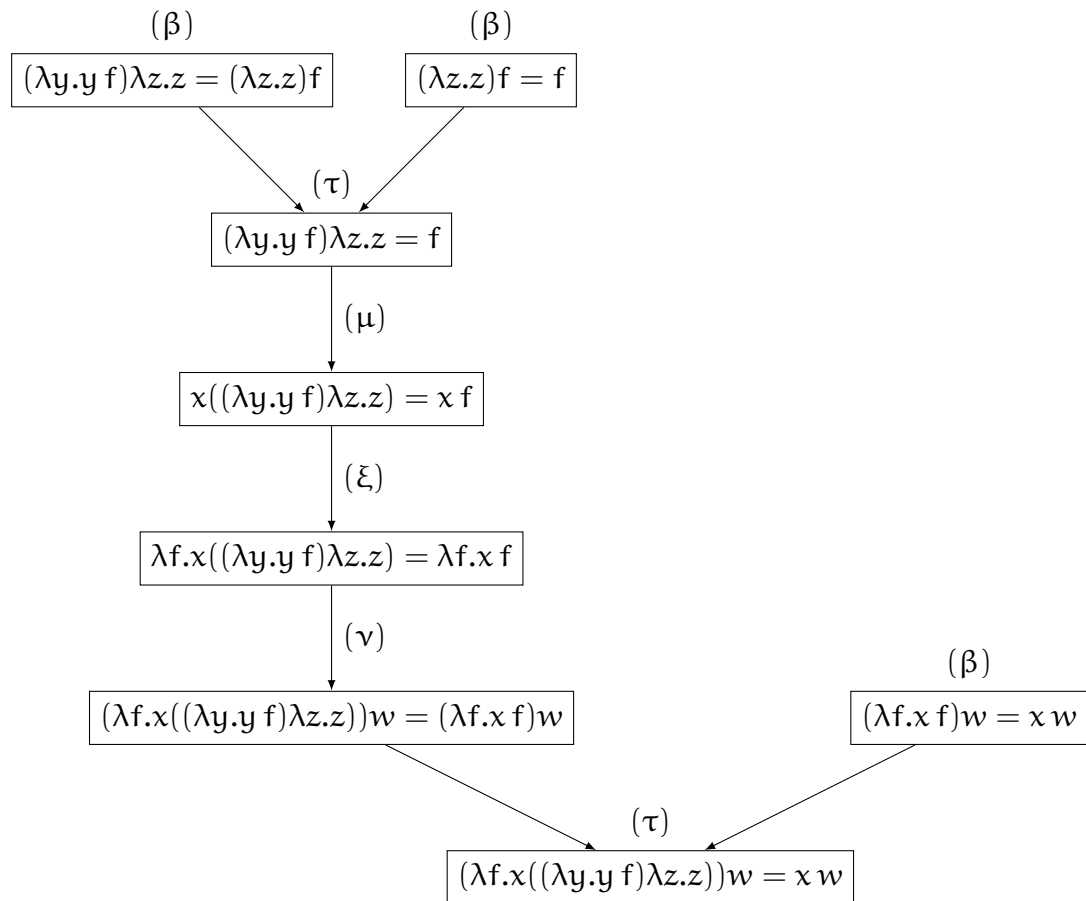 (β) (β)
(λy.y f)λz.z = (λz.z)f (λz.z)f = f
(τ)
(λy.y f)λz.z = f
(μ)
x((λy.y f)λz.z) = x f
(ξ)
λf.x((λy.y f)λz.z) = λf.x f
(ν)
(β)
(λf.x((λy.y f)λz.z))w = (λf.x f)w (λf.x f)w = x w
(τ)
(λf.x((λy.y f)λz.z))w = x w